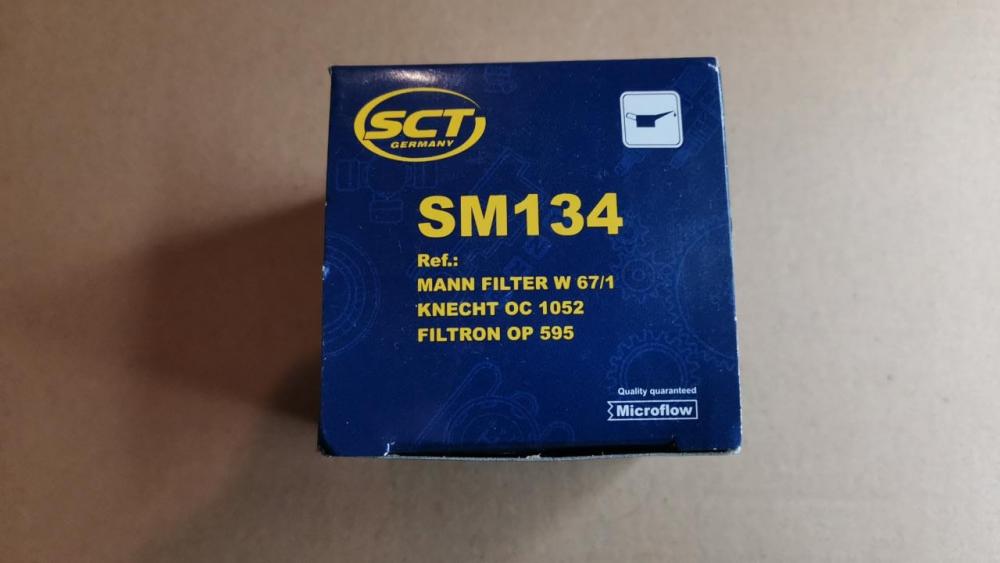 SCT
GERMANY
SM134
Ref.:
MANN FILTER W 67/1
KNECHT OC 1052
FILTRON OP 595
Quality quaranteed
Microflow